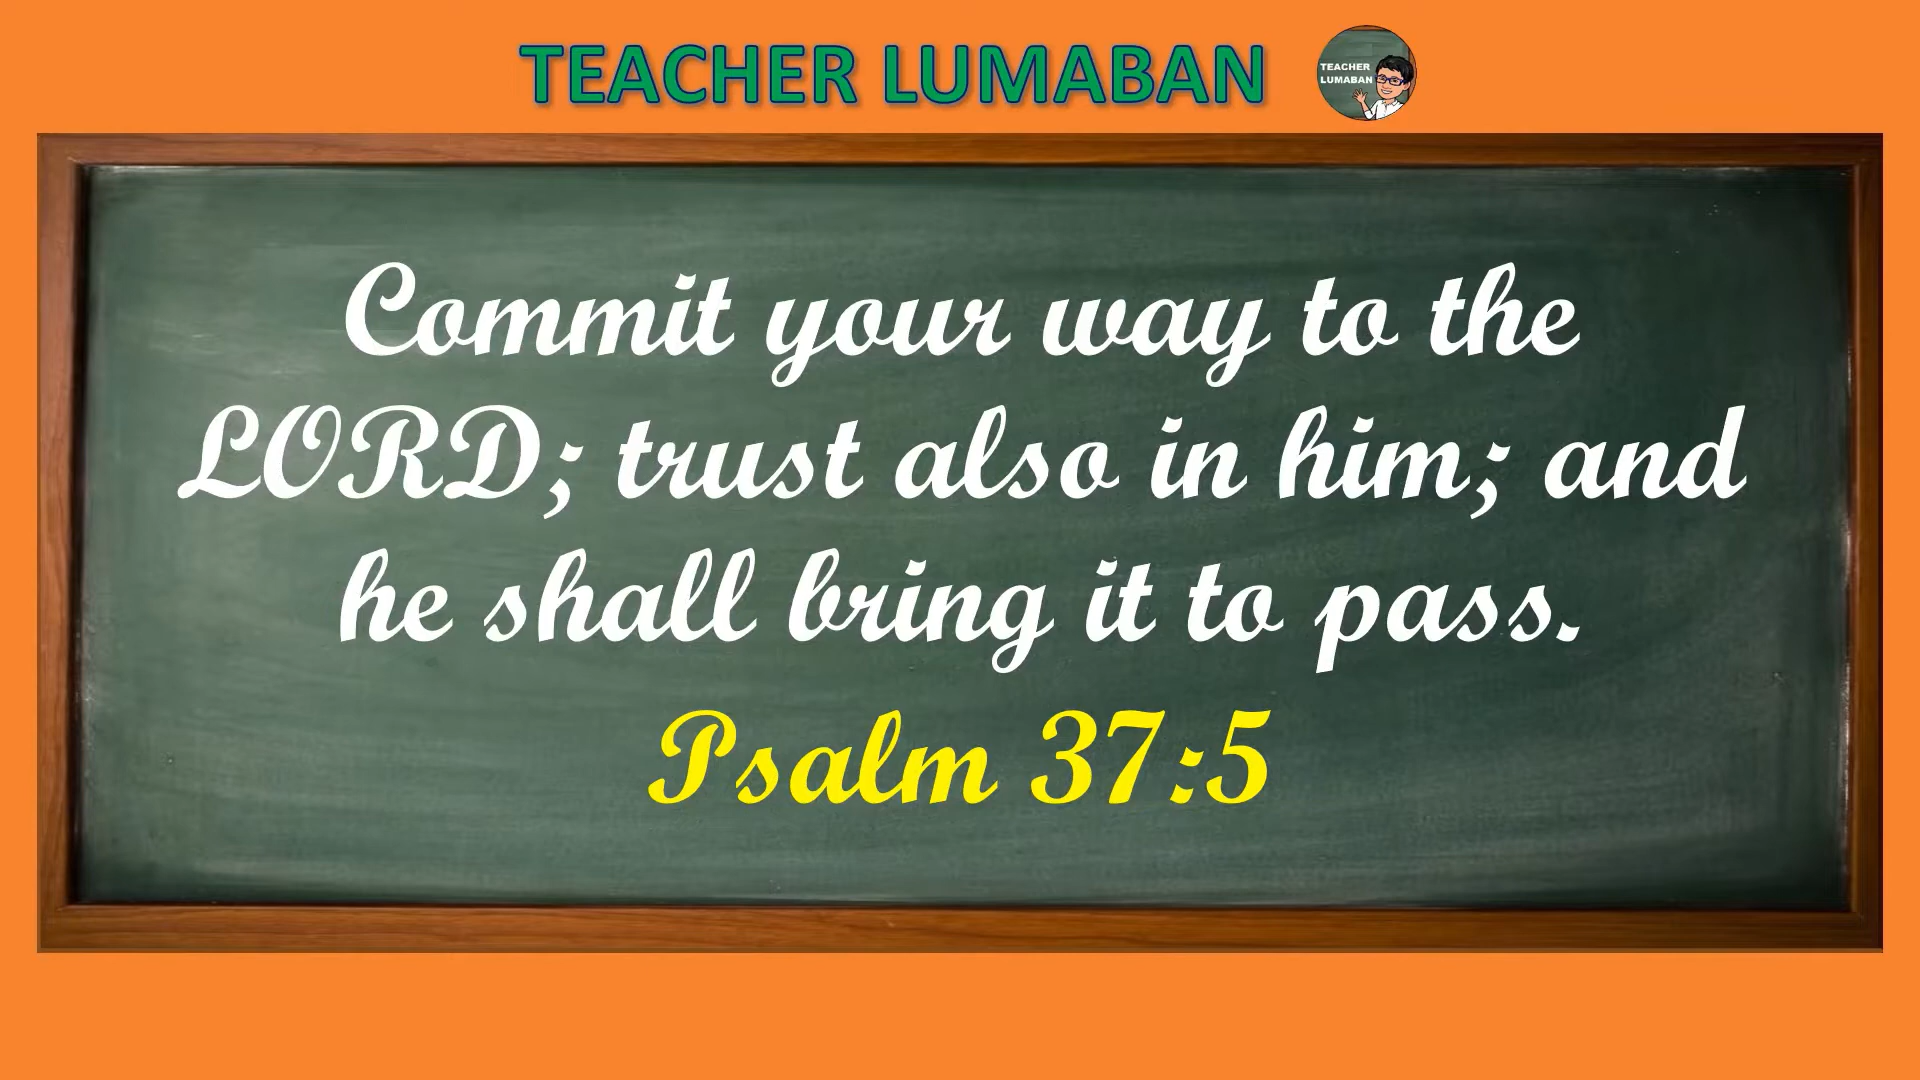 TEACHER LUMABAN
TEACHER
LUMABAN
Commit your way to the
LORD; trust also in him; and
he shall bring it to pass.
Psalm 37:5